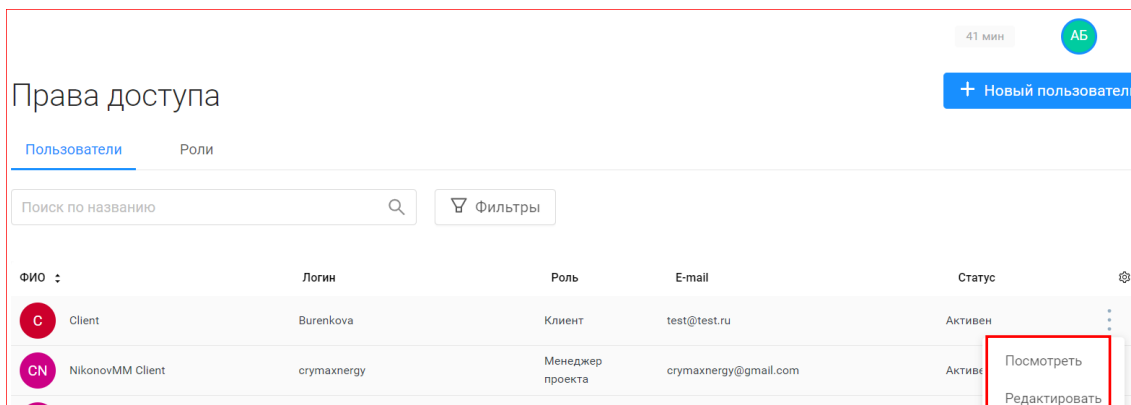 41 мин
АБ
Права доступа
+ Новый пользовател
Пользователи Роли
Поиск по названию
Фильтры
ФИО Логин Роль E-mail Статус
C Client Burenkova Клиент test@test.ru Активен
CN NikonovMM Client crymaxnergy Менеджер проекта crymaxnergy@gmail.com Активе
Посмотреть
Редактировать